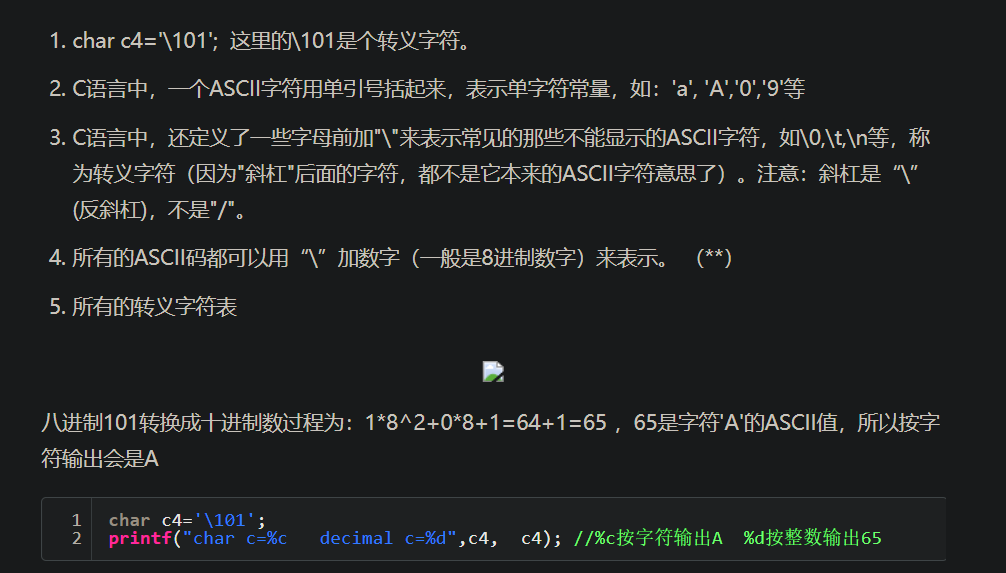 1. char c4='\101'; 这里的\101是个转义字符。
2. C语言中，一个ASCII字符用单引号括起来，表示单字符常量，如：'a', 'A','0','9'等
3. C语言中，还定义了一些字母前加"\"来表示常见的那些不能显示的ASCII字符，如\0,\t,\n等，称
为转义字符（因为"斜杠"后面的字符，都不是它本来的ASCII字符意思了）。注意：斜杠是“\”
(反斜杠)，不是"/"。
4. 所有的ASCII码都可以用“\”加数字（一般是8进制数字）来表示。 （**）
5. 所有的转义字符表
八进制101转换成十进制数过程为：1*8^2+0*8+1=64+1=65 ，65是字符'A'的ASCII值，所以按字
符输出会是A
1 char c4='\101';
2 printf("char c=%c   decimal c=%d",c4,  c4); //%c按字符输出A  %d按整数输出65